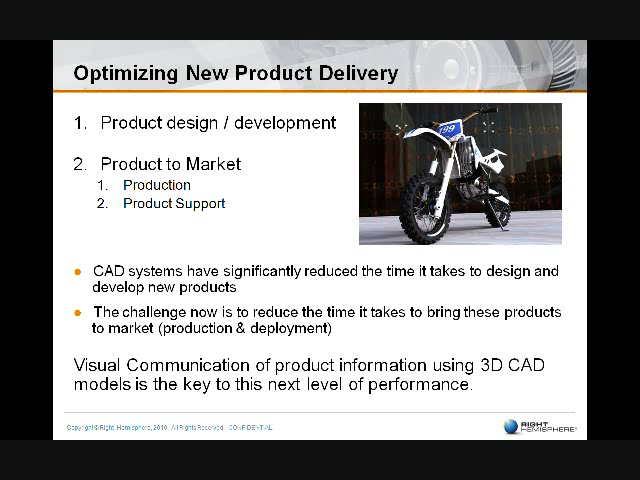 Optimizing New Product Delivery
1. Product design / development
2. Product to Market
1. Production
2. Product Support
199
CAD systems have significantly reduced the time it takes to design and
develop new products
The challenge now is to reduce the time it takes to bring these products
to market (production & deployment)
Visual Communication of product information using 3D CAD
models is the key to this next level of performance.
Copyright © Right Hemisphere, 2010. All Rights Reserved. CONFIDENTIAL.
RIGHT
HEMISPHERE